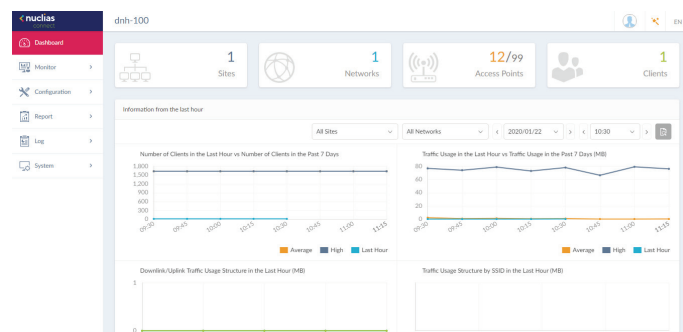 nuclias
connect
dnh-100
EN
Dashboard
Monitor
Configuration
Report
Log
System
1
Sites
1
Networks
12/99
Access Points
1
Clients
Information from the last hour
All Sites
All Networks
2020/01/22
10:30
Number of Clients in the Last Hour vs Number of Clients in the Past 7 Days
1,800
1,500
1,200
900
600
300
0
09:30 09:45 10:00 10:15 10:30 10:45 11:00 11:15
Average High Last Hour
Traffic Usage in the Last Hour vs Traffic Usage in the Past 7 Days (MB)
80
60
40
20
0
09:30 09:45 10:00 10:15 10:30 10:45 11:00 11:15
Average High Last Hour
Downlink/Uplink Traffic Usage Structure in the Last Hour (MB)
1
0
Traffic Usage Structure by SSID in the Last Hour (MB)